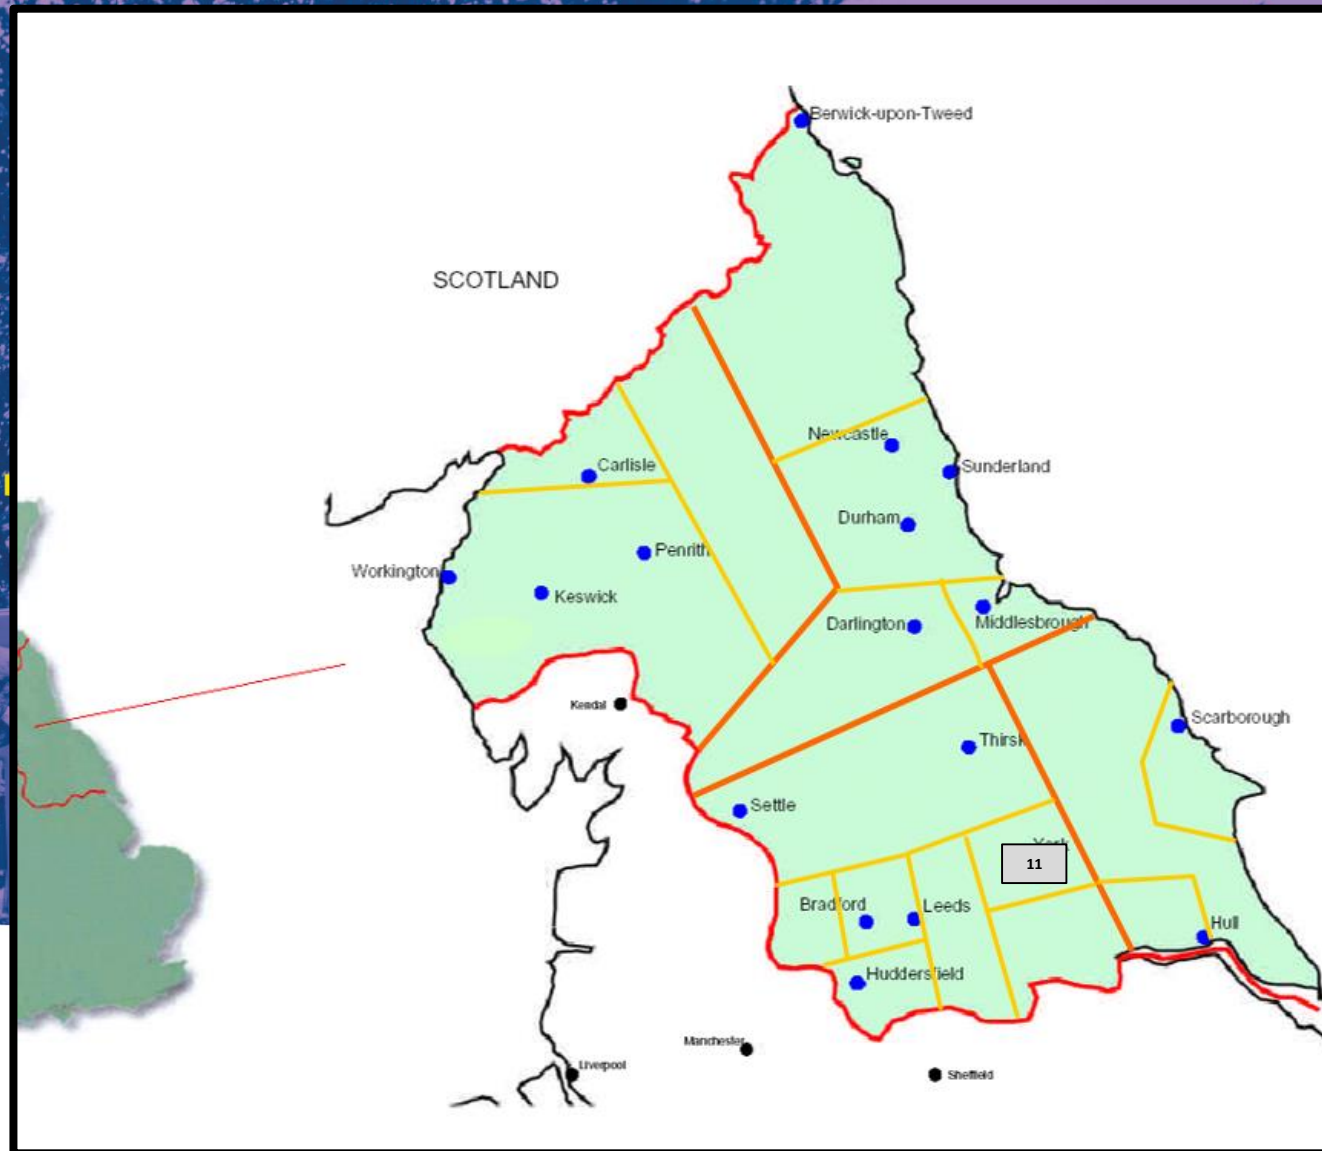 Berwick-upon-Tweed
SCOTLAND
Newcastle
Carlisle
Sunderland
Durham
Penrith
Workington
Keswick
Darlington
Middlesbrough
Kendal
Scarborough
Thirsk
Settle
York
11
Bradford
Leeds
Hull
Huddersfield
Manchester
Liverpool
Sheffield